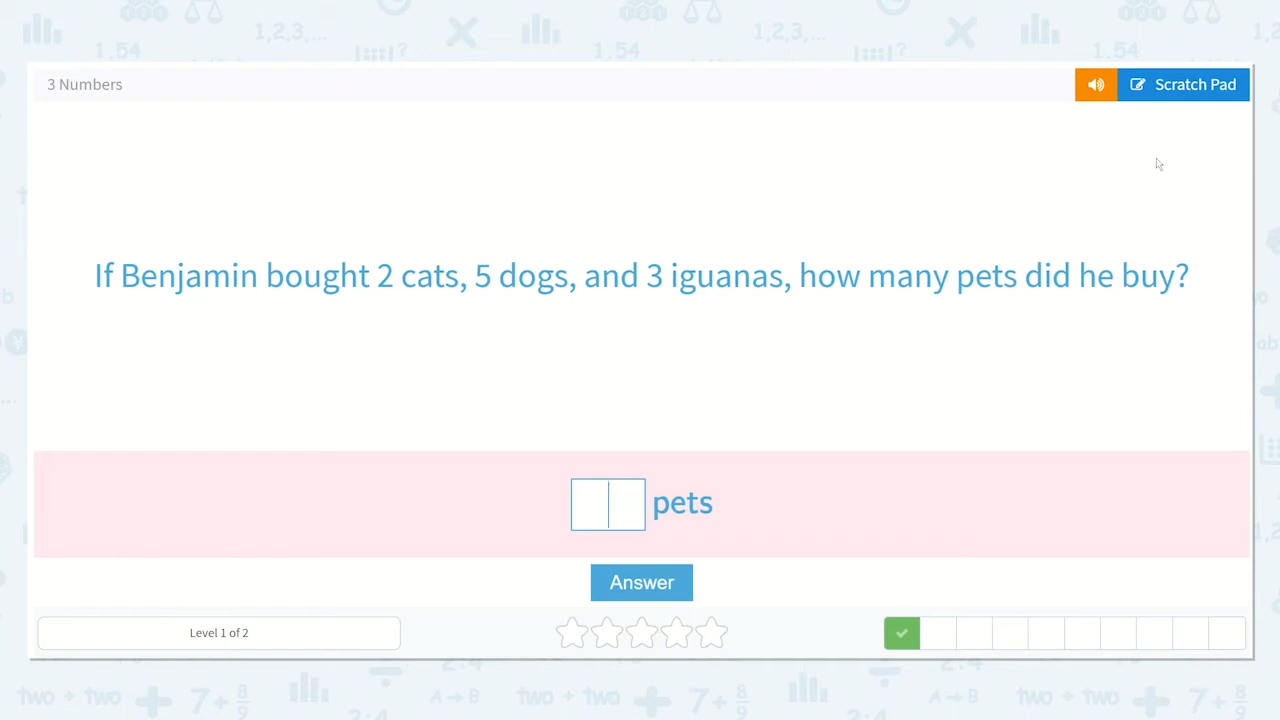 3 Numbers
Scratch Pad
If Benjamin bought 2 cats, 5 dogs, and 3 iguanas, how many pets did he buy?
pets
Answer
Level 1 of 2